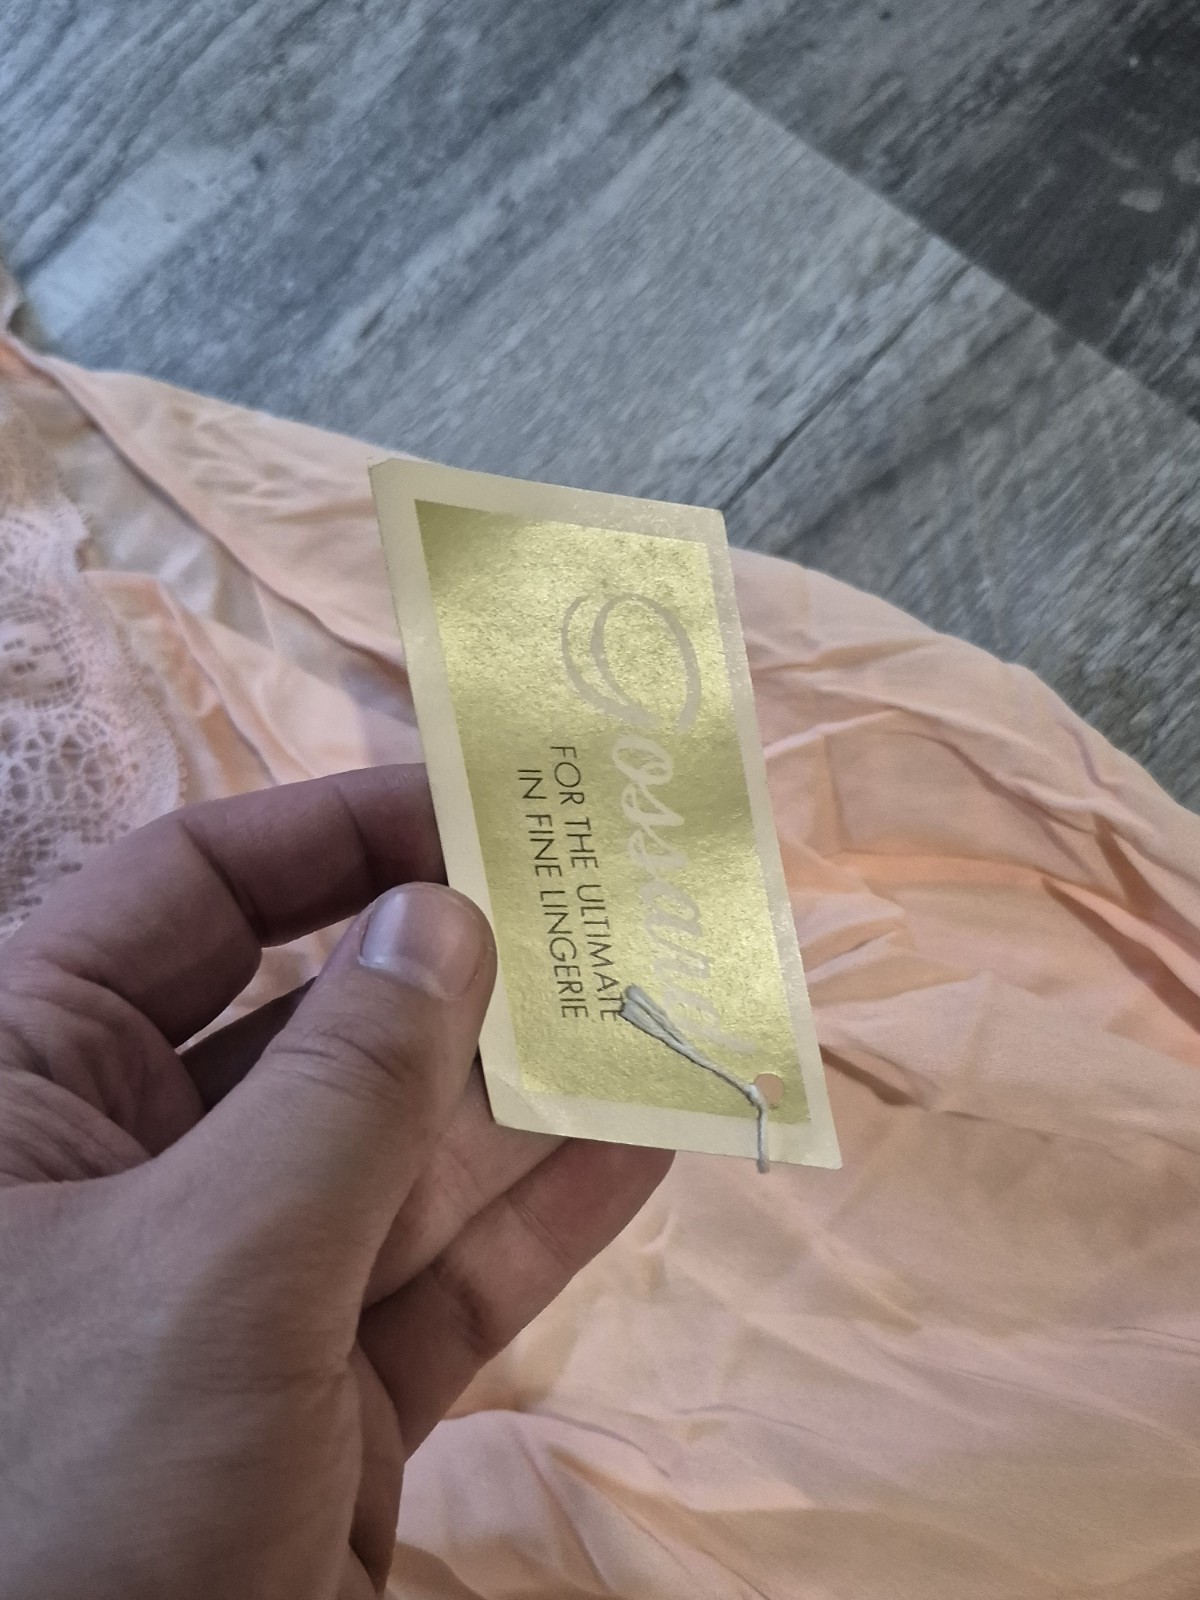 Gossard
FOR THE ULTIMATE
IN FINE LINGERIE